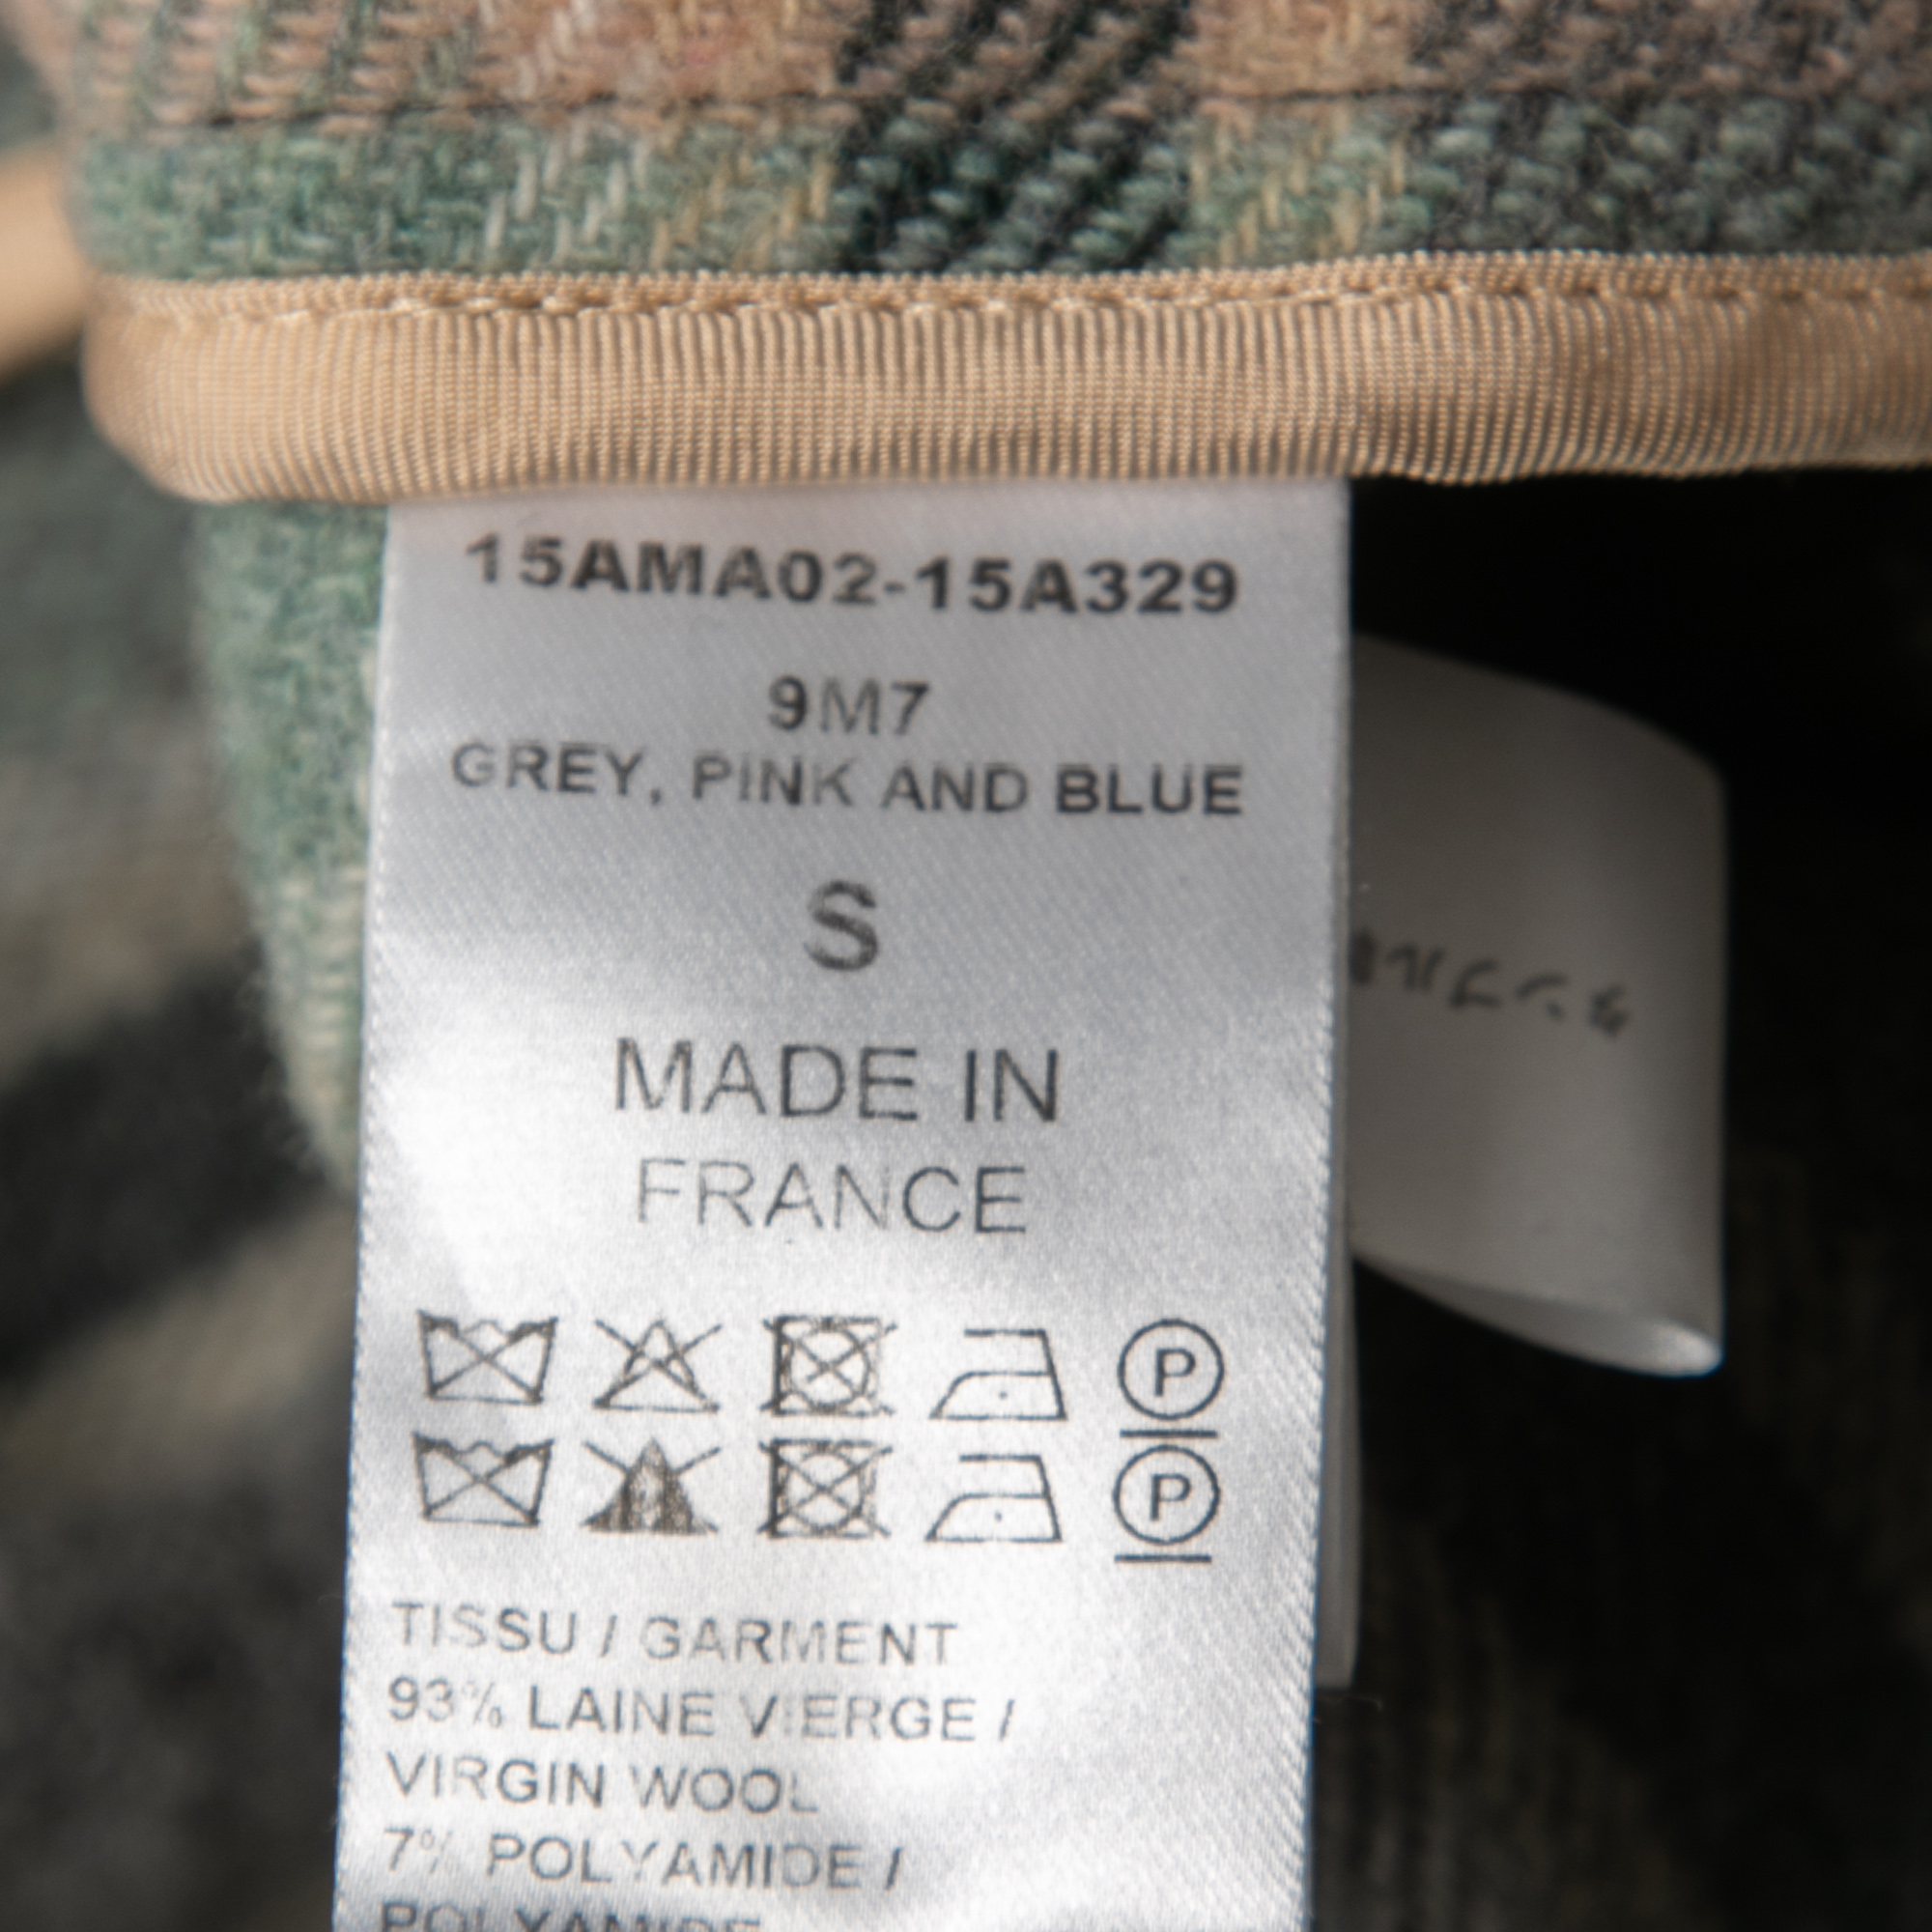 15AMA02-15A329
9M7
GREY, PINK AND BLUE
S
MADE IN
FRANCE
P
P
TISSU / GARMENT
93% LAINE VIERGE /
VIRGIN WOOL
7% POLYAMIDE /
POLYAMIDE